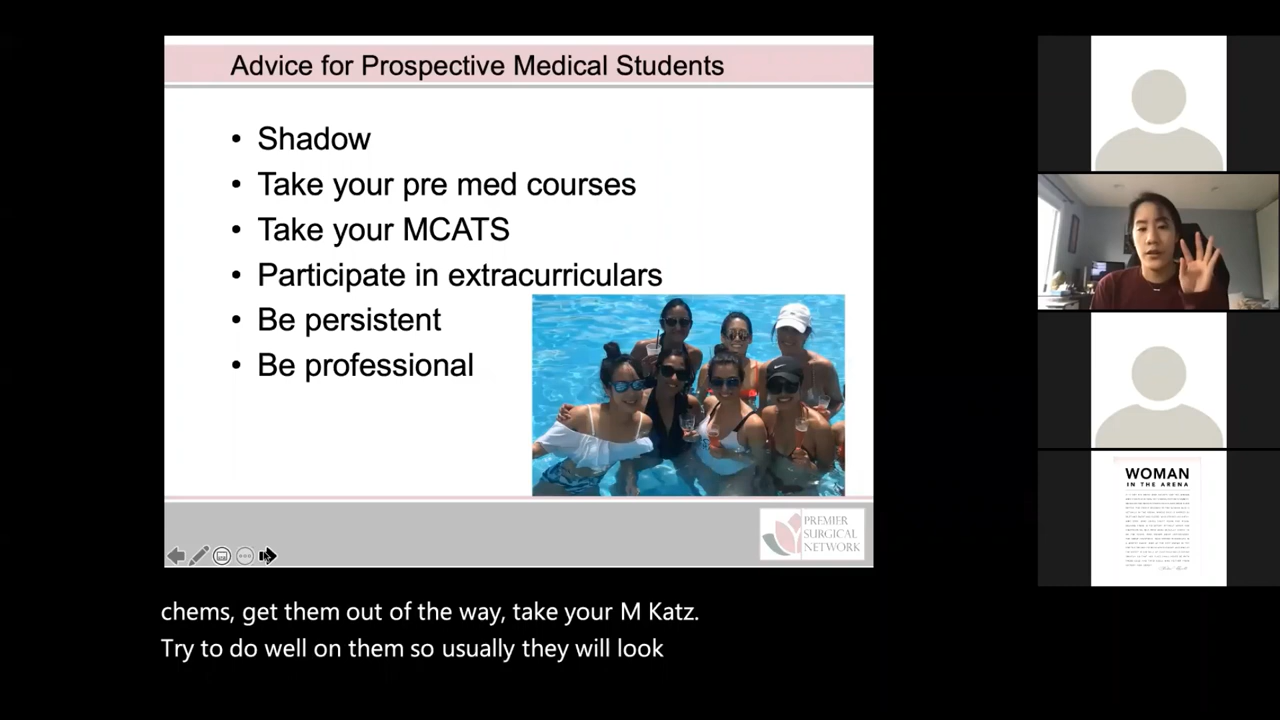 Advice for Prospective Medical Students
• Shadow
• Take your pre med courses
• Take your MCATS
• Participate in extracurriculars
• Be persistent
• Be professional
PREMIER
SURGICAL
NETWORK
WOMAN
IN THE ARENA
chems, get them out of the way, take your M Katz.
Try to do well on them so usually they will look